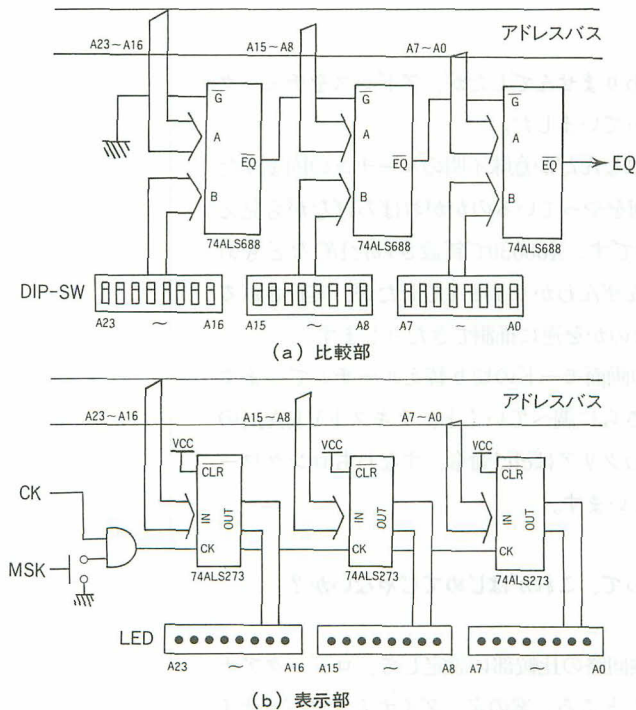 アドレスバス
A23~A16 A15~A8 A7~A0
G G G
A A A
EQ EQ EQ EQ
B B B
74ALS688 74ALS688 74ALS688
DIP-SW
A23 ~ A16 A15 ~ A8 A7 ~ A0
(a) 比較部
アドレスバス
A23~A16 A15~A8 A7~A0
VCC VCC VCC
CLR CLR CLR
CK
IN OUT IN OUT IN OUT
MSK
CK CK CK
74ALS273 74ALS273 74ALS273
LED
A23 ~ A16 A15 ~ A8 A7 ~ A0
(b) 表示部